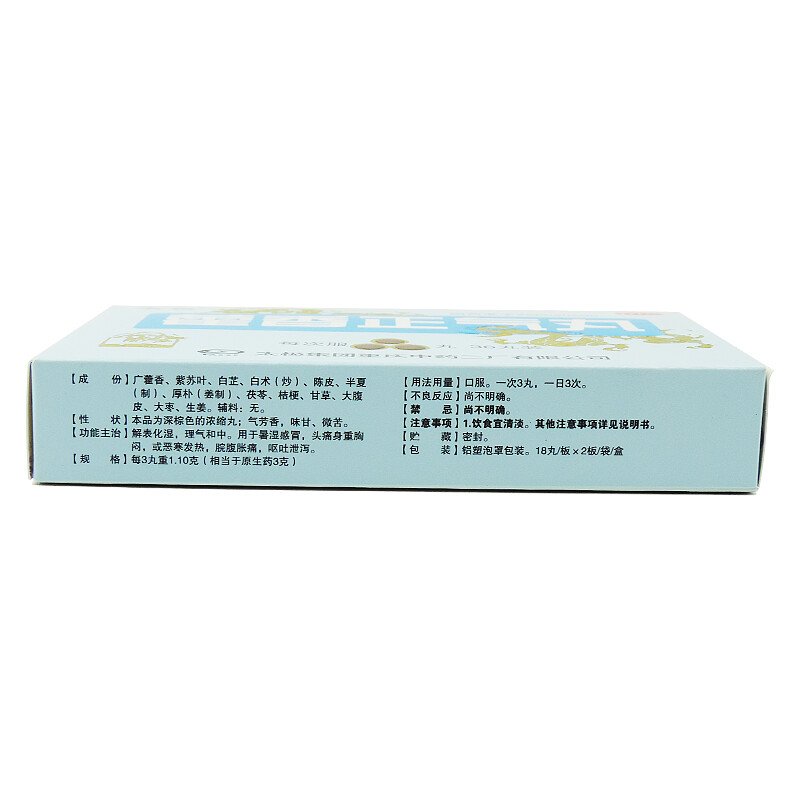 【成　份】广藿香、紫苏叶、白芷、白术（炒）、陈皮、半夏
（制）、厚朴（姜制）、茯苓、桔梗、甘草、大腹
皮、大枣、生姜。辅料：无。
【性　状】本品为深棕色的浓缩丸；气芳香，味甘、微苦。
【功能主治】解表化湿，理气和中。用于暑湿感冒，头痛身重胸
闷，或恶寒发热，脘腹胀痛，呕吐泄泻。
【规　格】每3丸重1.10克（相当于原生药3克）
【用法用量】口服。一次3丸，一日3次。
【不良反应】尚不明确。
【禁　忌】尚不明确。
【注意事项】1.饮食宜清淡。其他注意事项详见说明书。
【贮　藏】密封。
【包　装】铝塑泡罩包装。18丸/板×2板/袋/盒